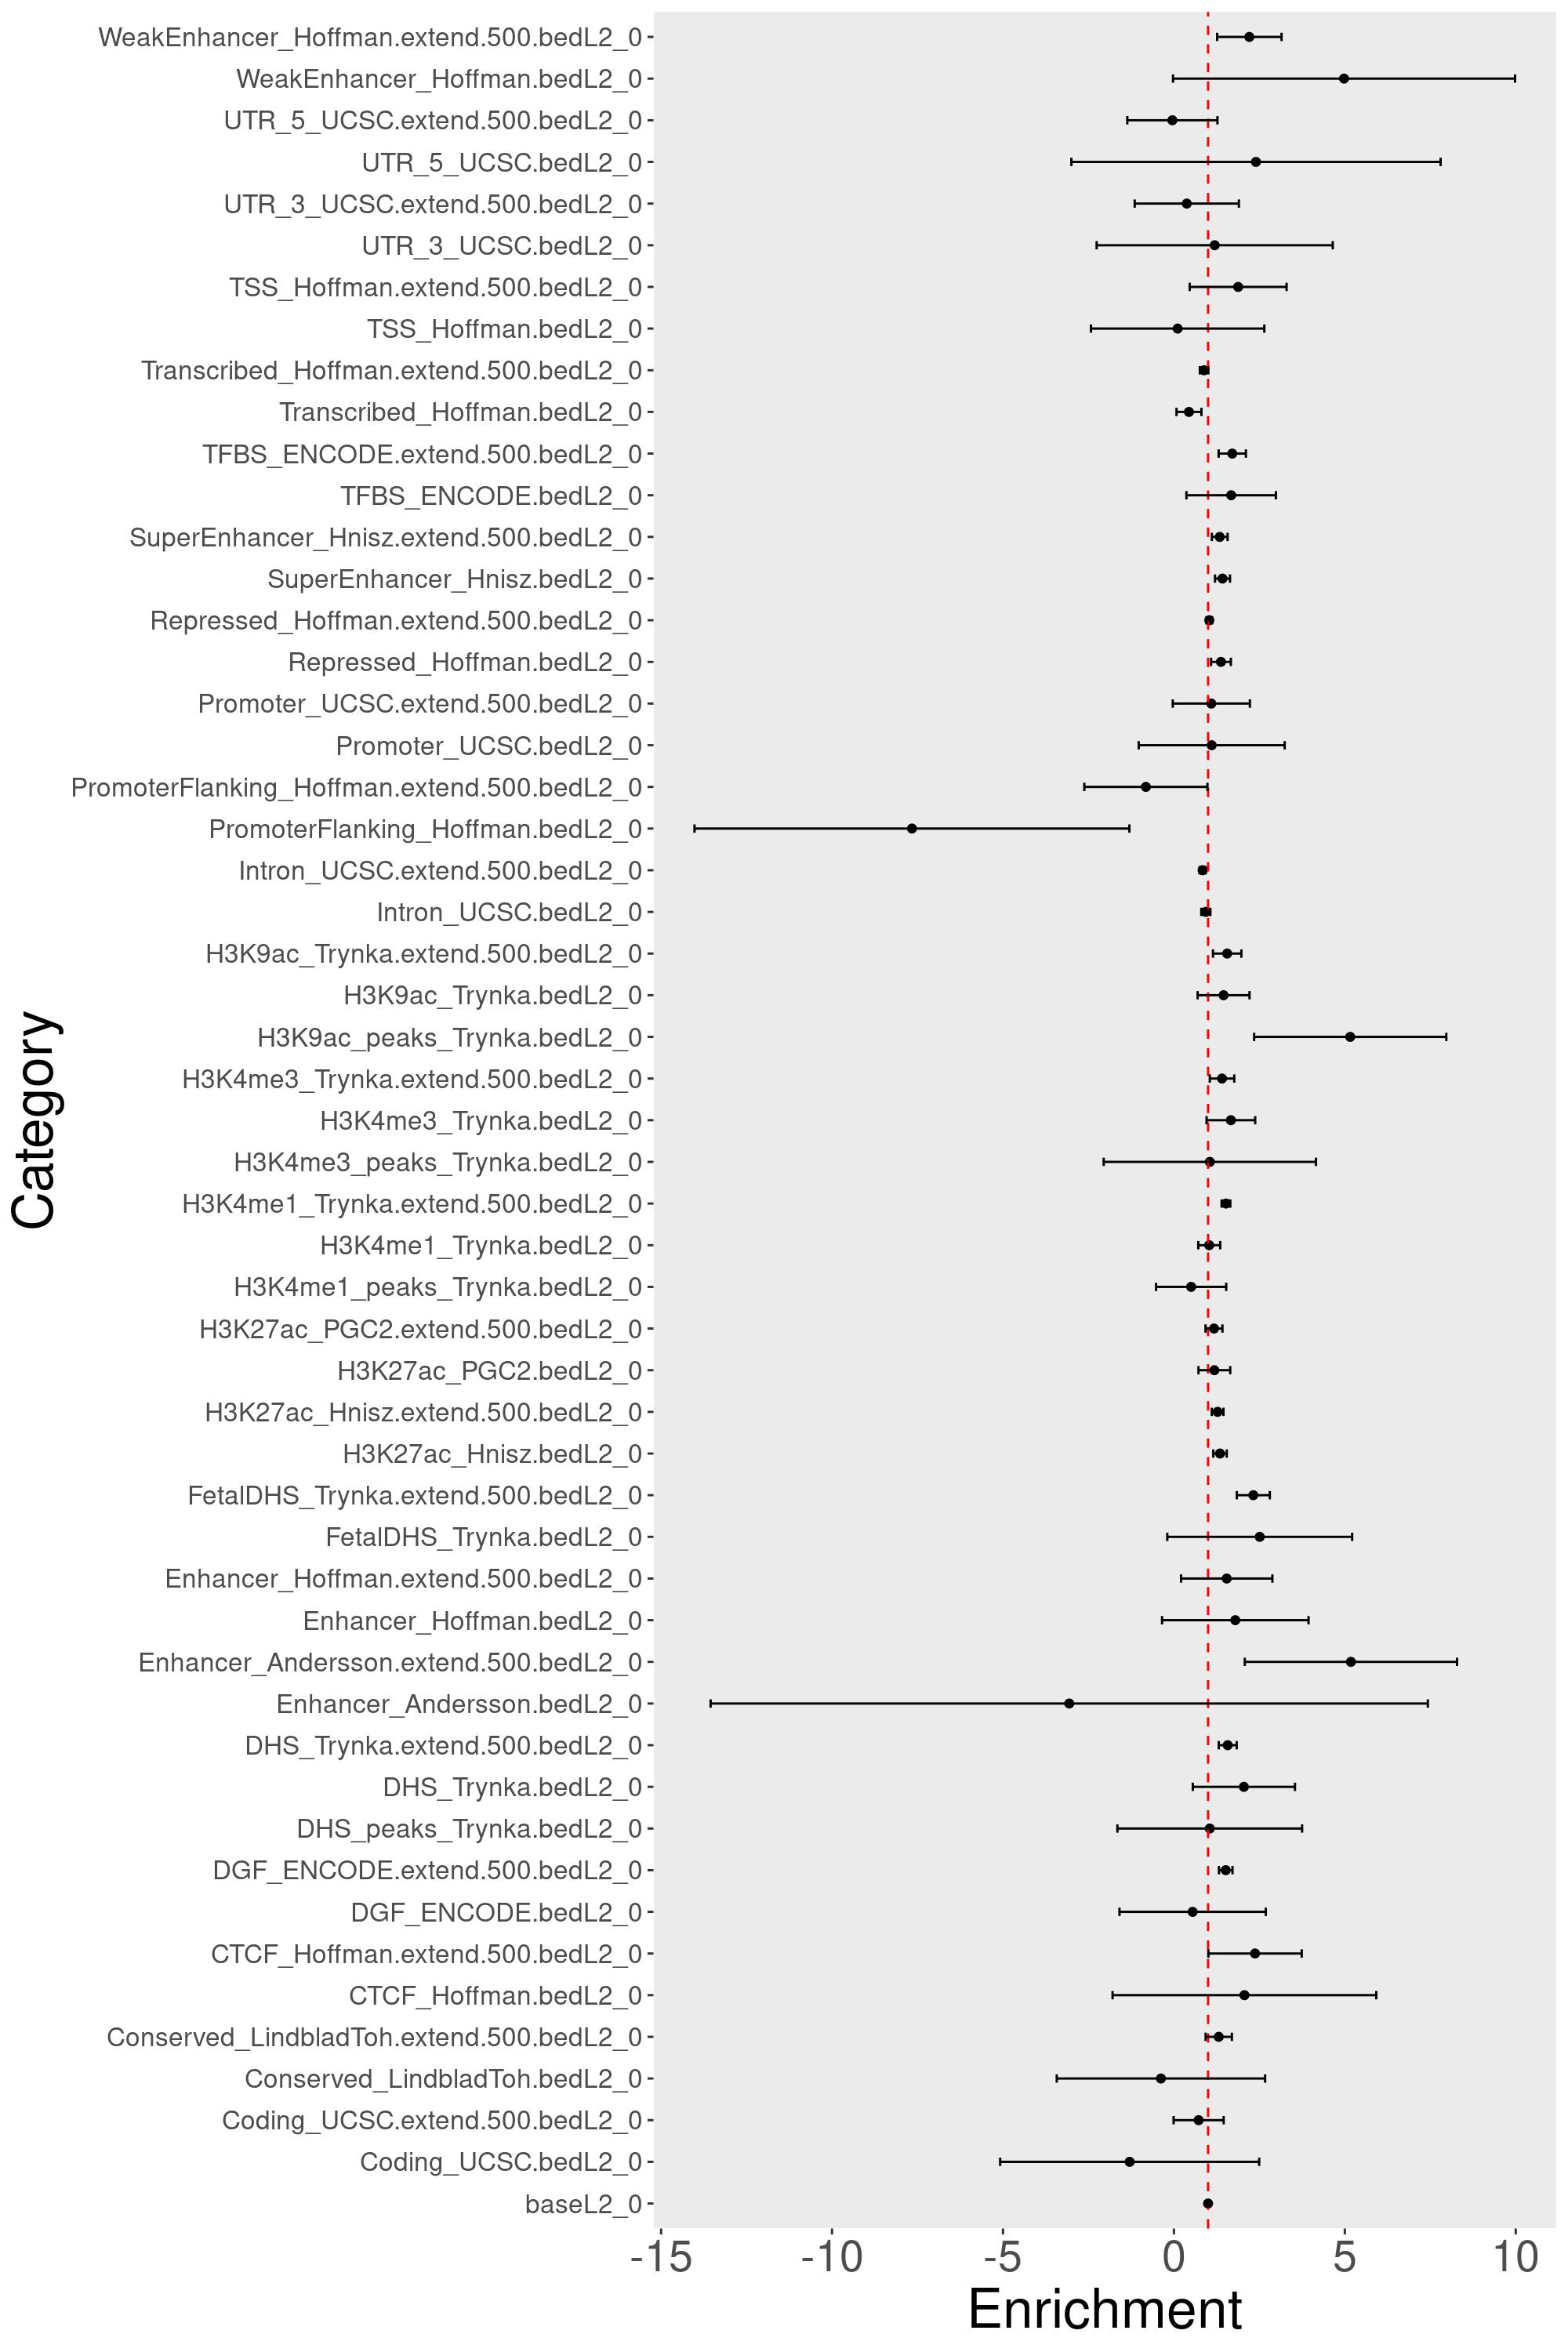 WeakEnhancer_Hoffman.extend.500.bedL2_0
WeakEnhancer_Hoffman.bedL2_0
UTR_5_UCSC.extend.500.bedL2_0
UTR_5_UCSC.bedL2_0
UTR_3_UCSC.extend.500.bedL2_0
UTR_3_UCSC.bedL2_0
TSS_Hoffman.extend.500.bedL2_0
TSS_Hoffman.bedL2_0
Transcribed_Hoffman.extend.500.bedL2_0
Transcribed_Hoffman.bedL2_0
TFBS_ENCODE.extend.500.bedL2_0
TFBS_ENCODE.bedL2_0
SuperEnhancer_Hnisz.extend.500.bedL2_0
SuperEnhancer_Hnisz.bedL2_0
Repressed_Hoffman.extend.500.bedL2_0
Repressed_Hoffman.bedL2_0
Promoter_UCSC.extend.500.bedL2_0
Promoter_UCSC.bedL2_0
PromoterFlanking_Hoffman.extend.500.bedL2_0
PromoterFlanking_Hoffman.bedL2_0
Intron_UCSC.extend.500.bedL2_0
Intron_UCSC.bedL2_0
H3K9ac_Trynka.extend.500.bedL2_0
H3K9ac_Trynka.bedL2_0
H3K9ac_peaks_Trynka.bedL2_0
H3K4me3_Trynka.extend.500.bedL2_0
H3K4me3_Trynka.bedL2_0
H3K4me3_peaks_Trynka.bedL2_0
H3K4me1_Trynka.extend.500.bedL2_0
H3K4me1_Trynka.bedL2_0
H3K4me1_peaks_Trynka.bedL2_0
H3K27ac_PGC2.extend.500.bedL2_0
H3K27ac_PGC2.bedL2_0
H3K27ac_Hnisz.extend.500.bedL2_0
H3K27ac_Hnisz.bedL2_0
FetalDHS_Trynka.extend.500.bedL2_0
FetalDHS_Trynka.bedL2_0
Enhancer_Hoffman.extend.500.bedL2_0
Enhancer_Hoffman.bedL2_0
Enhancer_Andersson.extend.500.bedL2_0
Enhancer_Andersson.bedL2_0
DHS_Trynka.extend.500.bedL2_0
DHS_Trynka.bedL2_0
DHS_peaks_Trynka.bedL2_0
DGF_ENCODE.extend.500.bedL2_0
DGF_ENCODE.bedL2_0
CTCF_Hoffman.extend.500.bedL2_0
CTCF_Hoffman.bedL2_0
Conserved_LindbladToh.extend.500.bedL2_0
Conserved_LindbladToh.bedL2_0
Coding_UCSC.extend.500.bedL2_0
Coding_UCSC.bedL2_0
baseL2_0
Category
-15 -10 -5 0 5 10
Enrichment